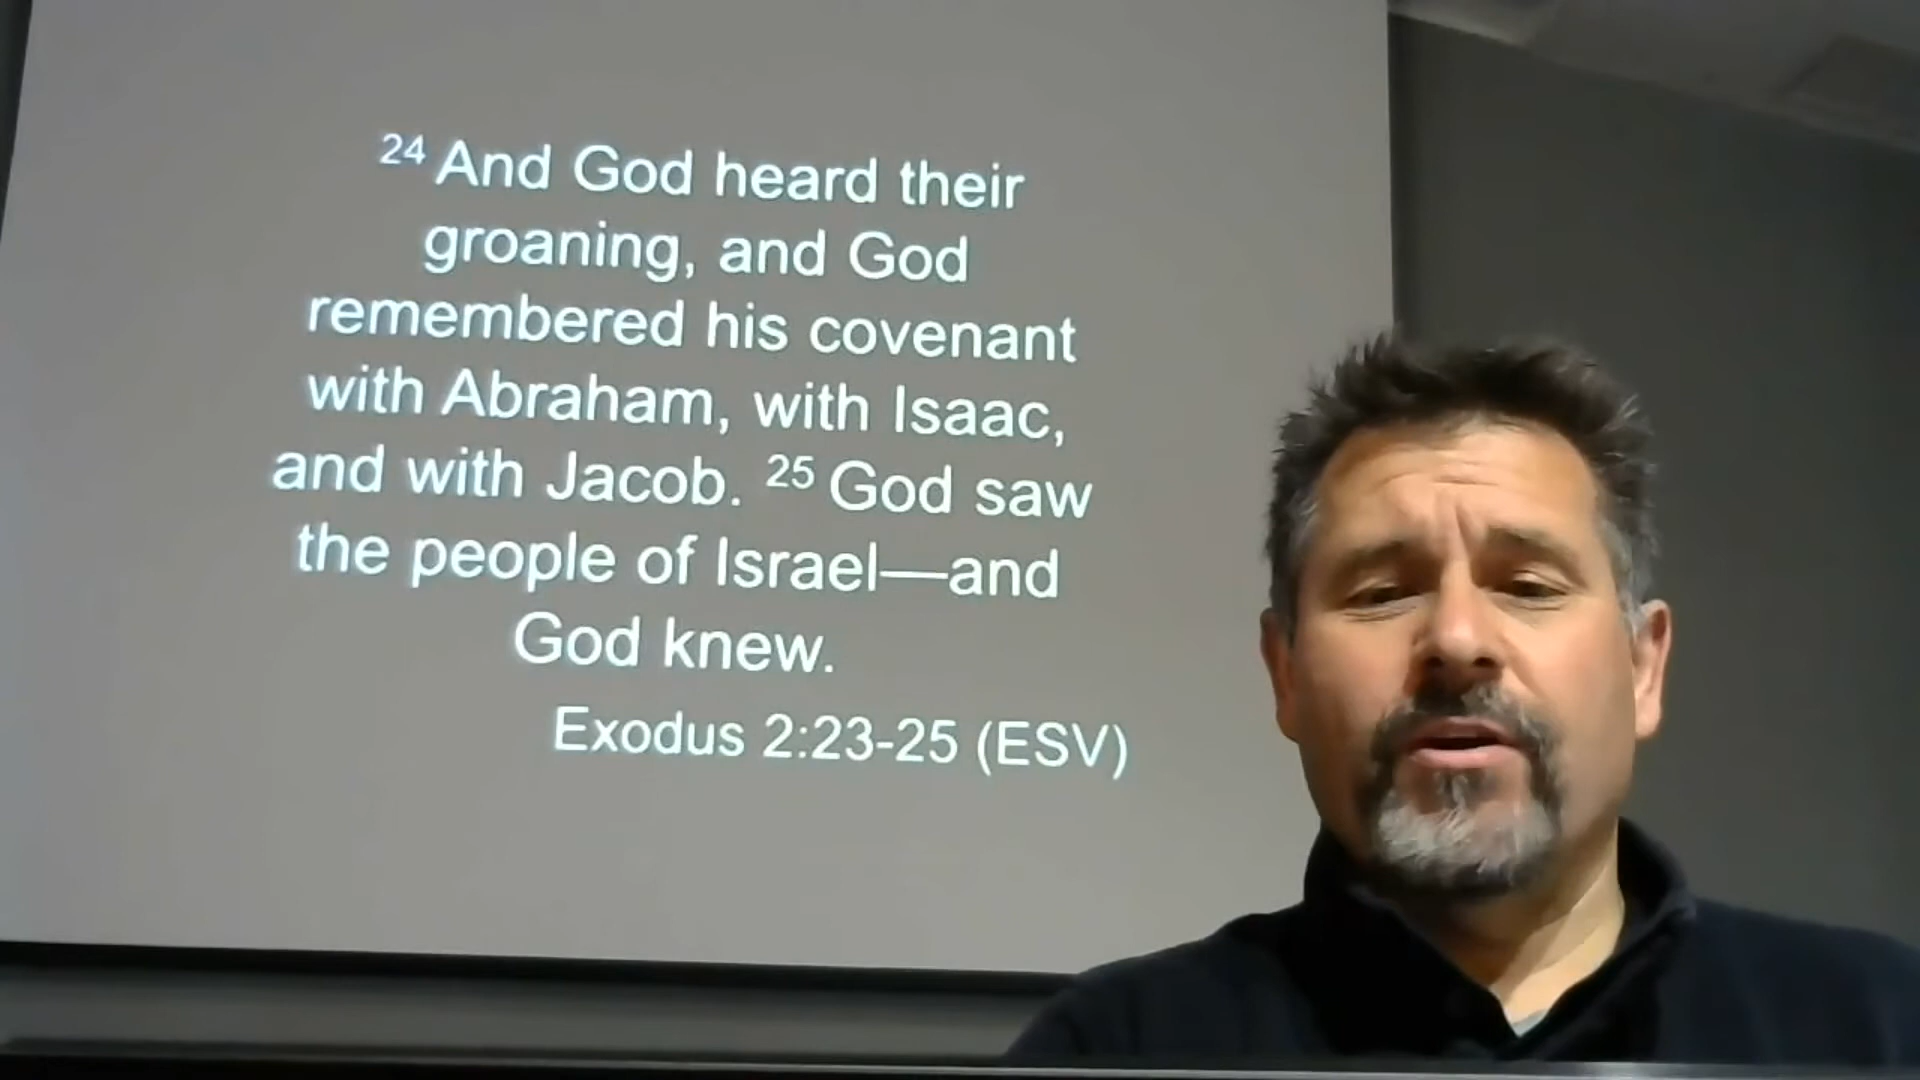 24 And God heard their
groaning, and God
remembered his covenant
with Abraham, with Isaac,
and with Jacob. 25 God saw
the people of Israel—and
God knew.
Exodus 2:23-25 (ESV)